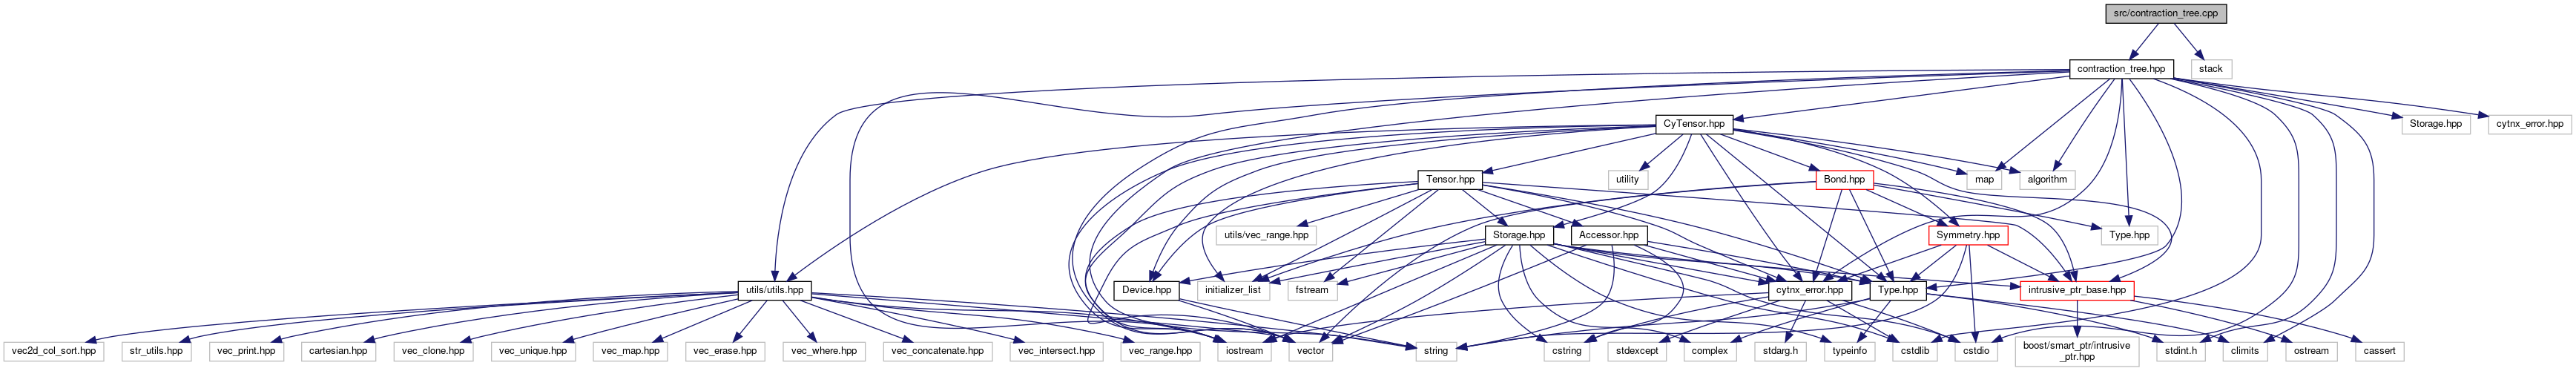 src/contraction_tree.cpp
contraction_tree.hpp
stack
CyTensor.hpp
Storage.hpp
cytnx_error.hpp
Tensor.hpp
utility
Bond.hpp
map
algorithm
utils/vec_range.hpp
Storage.hpp
Accessor.hpp
Symmetry.hpp
Type.hpp
utils/utils.hpp
Device.hpp
initializer_list
fstream
cytnx_error.hpp
Type.hpp
intrusive_ptr_base.hpp
vec2d_col_sort.hpp
str_utils.hpp
vec_print.hpp
cartesian.hpp
vec_clone.hpp
vec_unique.hpp
vec_map.hpp
vec_erase.hpp
vec_where.hpp
vec_concatenate.hpp
vec_intersect.hpp
vec_range.hpp
iostream
vector
string
cstring
stdexcept
complex
stdarg.h
typeinfo
cstdlib
cstdio
boost/smart_ptr/intrusive
_ptr.hpp
stdint.h
climits
ostream
cassert